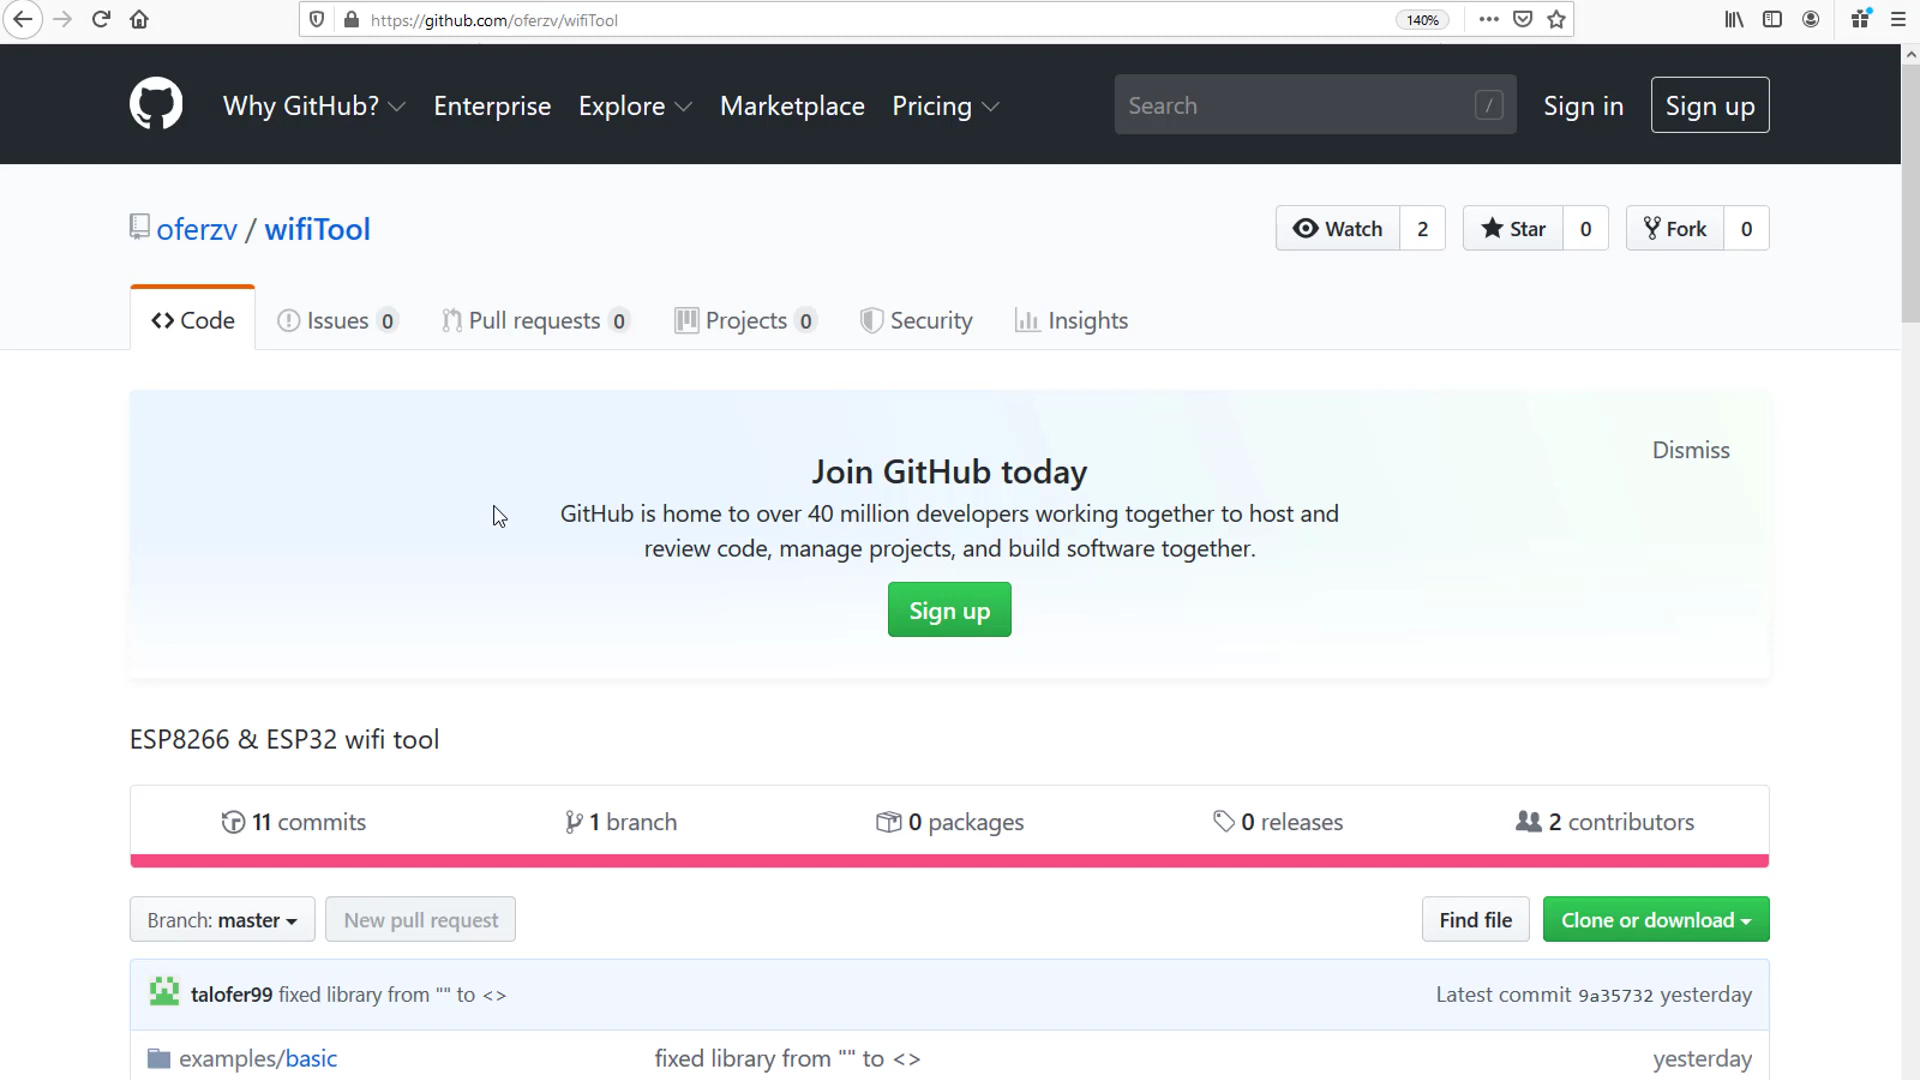 https://github.com/oferzv/wifiTool
140%
Why GitHub? Enterprise Explore Marketplace Pricing Search / Sign in Sign up
oferzv / wifiTool
Watch 2 Star 0 Fork 0
Code Issues 0 Pull requests 0 Projects 0 Security Insights
Dismiss
Join GitHub today
GitHub is home to over 40 million developers working together to host and
review code, manage projects, and build software together.
Sign up
ESP8266 & ESP32 wifi tool
11 commits 1 branch 0 packages 0 releases 2 contributors
Branch: master New pull request Find file Clone or download
talofer99 fixed library from "" to <> Latest commit 9a35732 yesterday
examples/basic fixed library from "" to <> yesterday